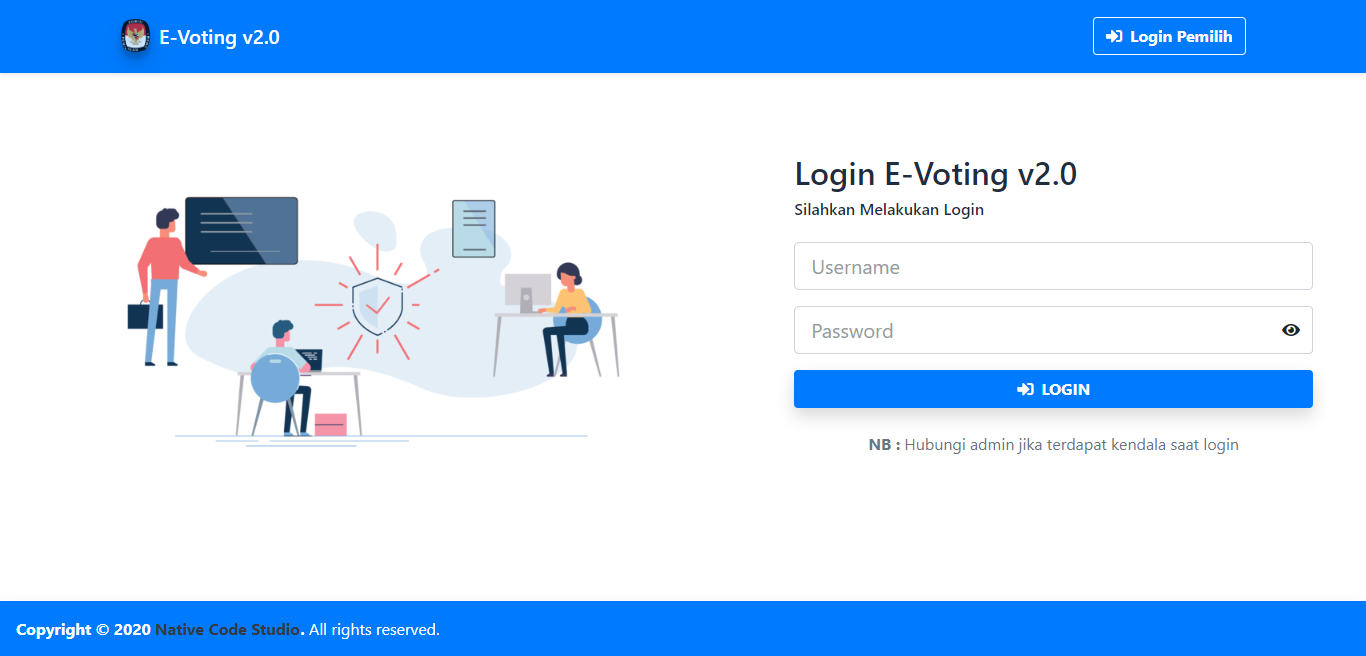 E-Voting v2.0
Login Pemilih
Login E-Voting v2.0
Silahkan Melakukan Login
Username
Password
LOGIN
NB : Hubungi admin jika terdapat kendala saat login
Copyright © 2020 Native Code Studio. All rights reserved.